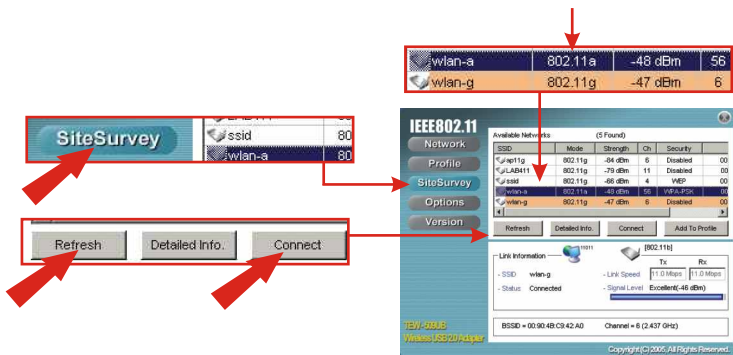 wlan-a 802.11a -48 dBm 56
wlan-g 802.11g -47 dBm 6
SiteSurvey
LAB411 80
ssid 80
wlan-a 80
Refresh Detailed Info. Connect
IEEE802.11
Network
Profile
SiteSurvey
Options
Version
Available Networks (5 Found)
SSID Mode Strength Ch Security
ap11g 802.11g -84 dBm 6 Disabled 00
LAB411 802.11g -79 dBm 11 Disabled 00
ssid 802.11g -66 dBm 4 WEP 00
wlan-a 802.11a -48 dBm 56 WPA-PSK 00
wlan-g 802.11g -47 dBm 6 Disabled 00
Refresh Detailed Info. Connect Add To Profile
Link Information 11011 [802.11b]
Tx Rx
- SSID wlan-g - Link Speed 11.0 Mbps 11.0 Mbps
- Status Connected - Signal Level Excellent(-46 dBm)
BSSID = 00:90:4B:C9:42:A0 Channel = 6 (2.437 GHz)
Wireless USB 2.0 Adapter
Copyright (C) 2005, All Rights Reserved.